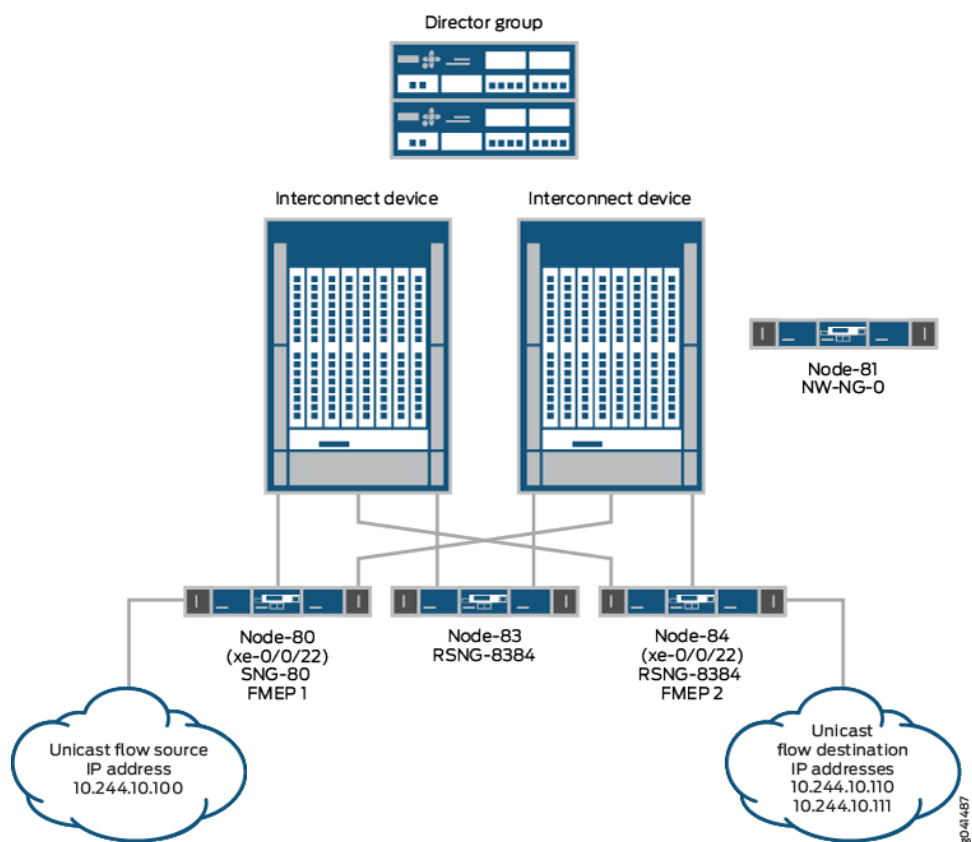 Director group
Interconnect device
Interconnect device
Node-81
NW-NG-0
Node-80
(xe-0/0/22)
SNG-80
FMEP 1
Node-83
RSNG-8384
Node-84
(xe-0/0/22)
RSNG-8384
FMEP 2
Unicast flow source
IP address
10.244.10.100
Unicast
flow destination
IP addresses
10.244.10.110
10.244.10.111
g041487